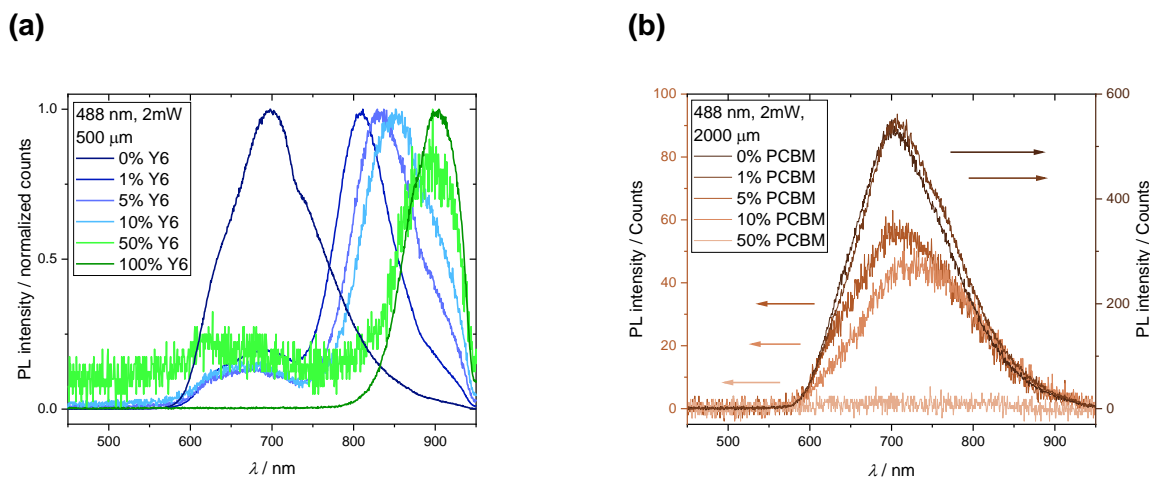 (a)
(b)
PL intensity / normalized counts
1.0
0.5
0.0
488 nm, 2mW
500 μm
0% Y6
1% Y6
5% Y6
10% Y6
50% Y6
100% Y6
500 600 700 800 900
λ / nm
PL intensity / Counts
100
80
60
40
20
0
488 nm, 2mW,
2000 μm
0% PCBM
1% PCBM
5% PCBM
10% PCBM
50% PCBM
500 600 700 800 900
λ / nm
600
400
200
0
PL intensity / Counts